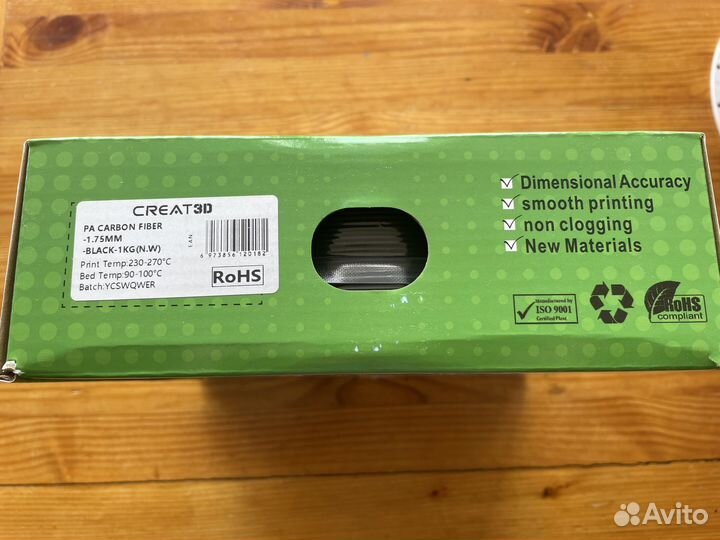 CREAT3D
PA CARBON FIBER
-1.75MM
-BLACK-1KG(N.W)
Print Temp:230-270°C
Bed Temp:90-100°C
Batch:YCSWQWER
EAN
6 973856 120182
RoHS
Dimensional Accuracy
smooth printing
non clogging
New Materials
Manufactured by
ISO 9001
Certified Plant
RoHS
compliant
Avito